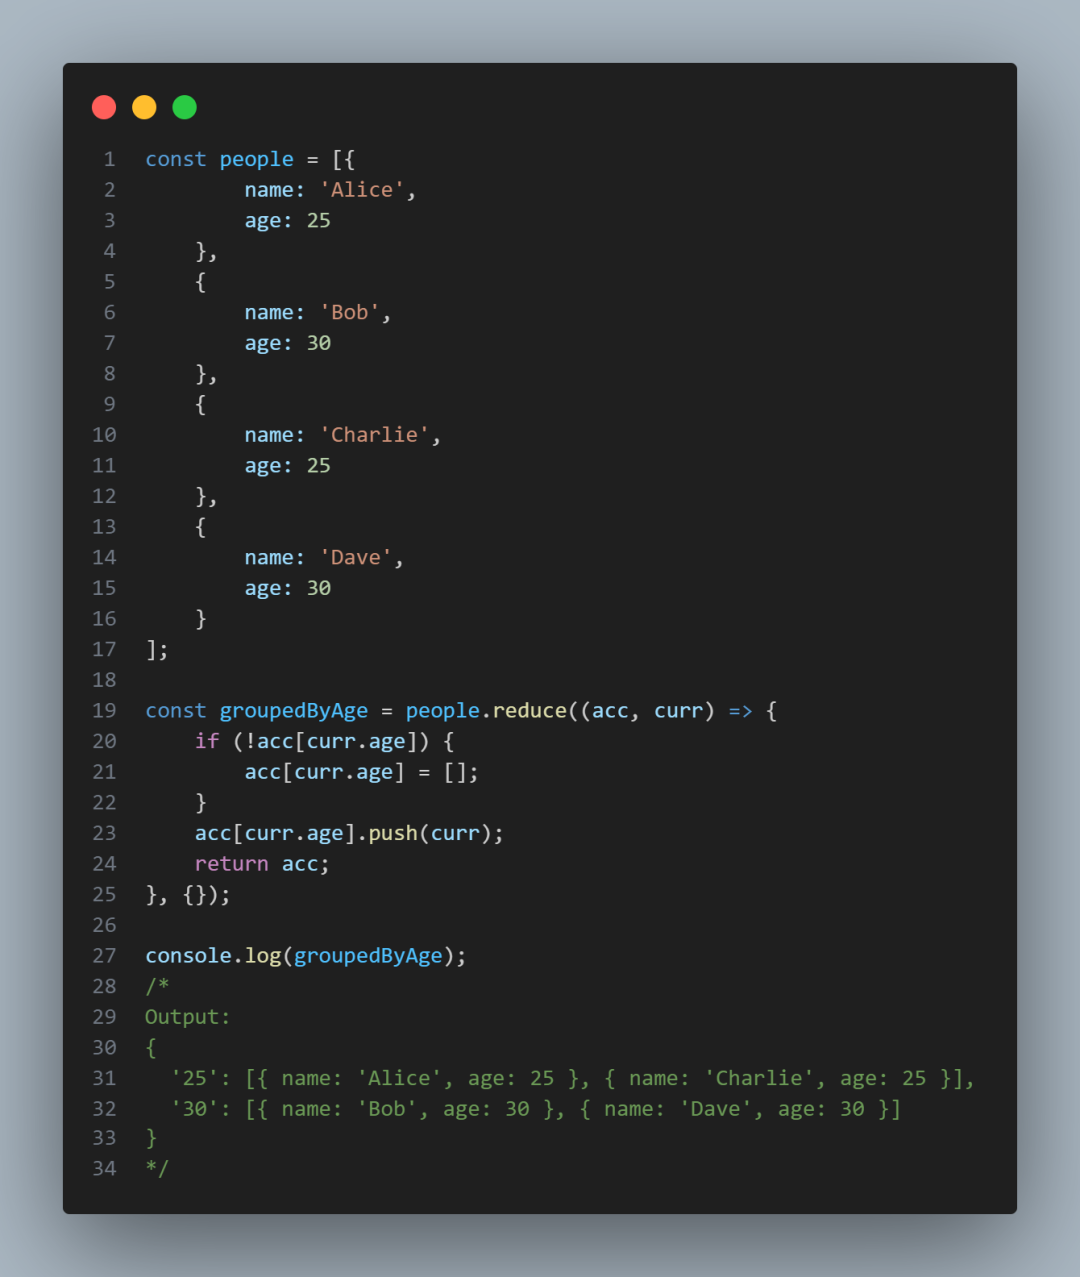 1 const people = [{
2         name: 'Alice',
3         age: 25
4     },
5     {
6         name: 'Bob',
7         age: 30
8     },
9     {
10         name: 'Charlie',
11         age: 25
12     },
13     {
14         name: 'Dave',
15         age: 30
16     }
17 ];
18
19 const groupedByAge = people.reduce((acc, curr) => {
20     if (!acc[curr.age]) {
21         acc[curr.age] = [];
22     }
23     acc[curr.age].push(curr);
24     return acc;
25 }, {});
26
27 console.log(groupedByAge);
28 /*
29 Output:
30 {
31   '25': [{ name: 'Alice', age: 25 }, { name: 'Charlie', age: 25 }],
32   '30': [{ name: 'Bob', age: 30 }, { name: 'Dave', age: 30 }]
33 }
34 */